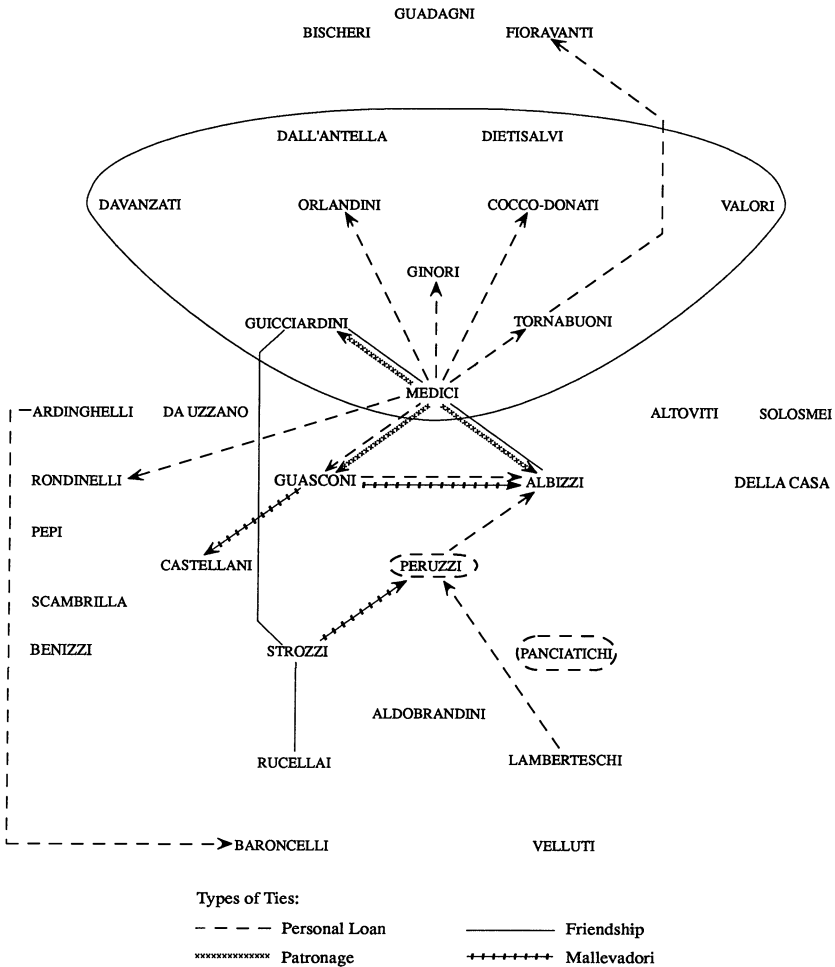 GUADAGNI
BISCHERI FIORAVANTI
DALL'ANTELLA DIETISALVI
DAVANZATI ORLANDINI COCCO-DONATI VALORI
GINORI
GUICCIARDINI TORNABUONI
MEDICI
ARDINGHELLI DA UZZANO ALTOVITI SOLOSMEI
RONDINELLI GUASCONI ALBIZZI DELLA CASA
PEPI
CASTELLANI PERUZZI
SCAMBRILLA
BENIZZI STROZZI PANCIATICHI
ALDOBRANDINI
RUCELLAI LAMBERTESCHI
BARONCELLI VELLUTI
Types of Ties:
Personal Loan Friendship
Patronage Mallevadori